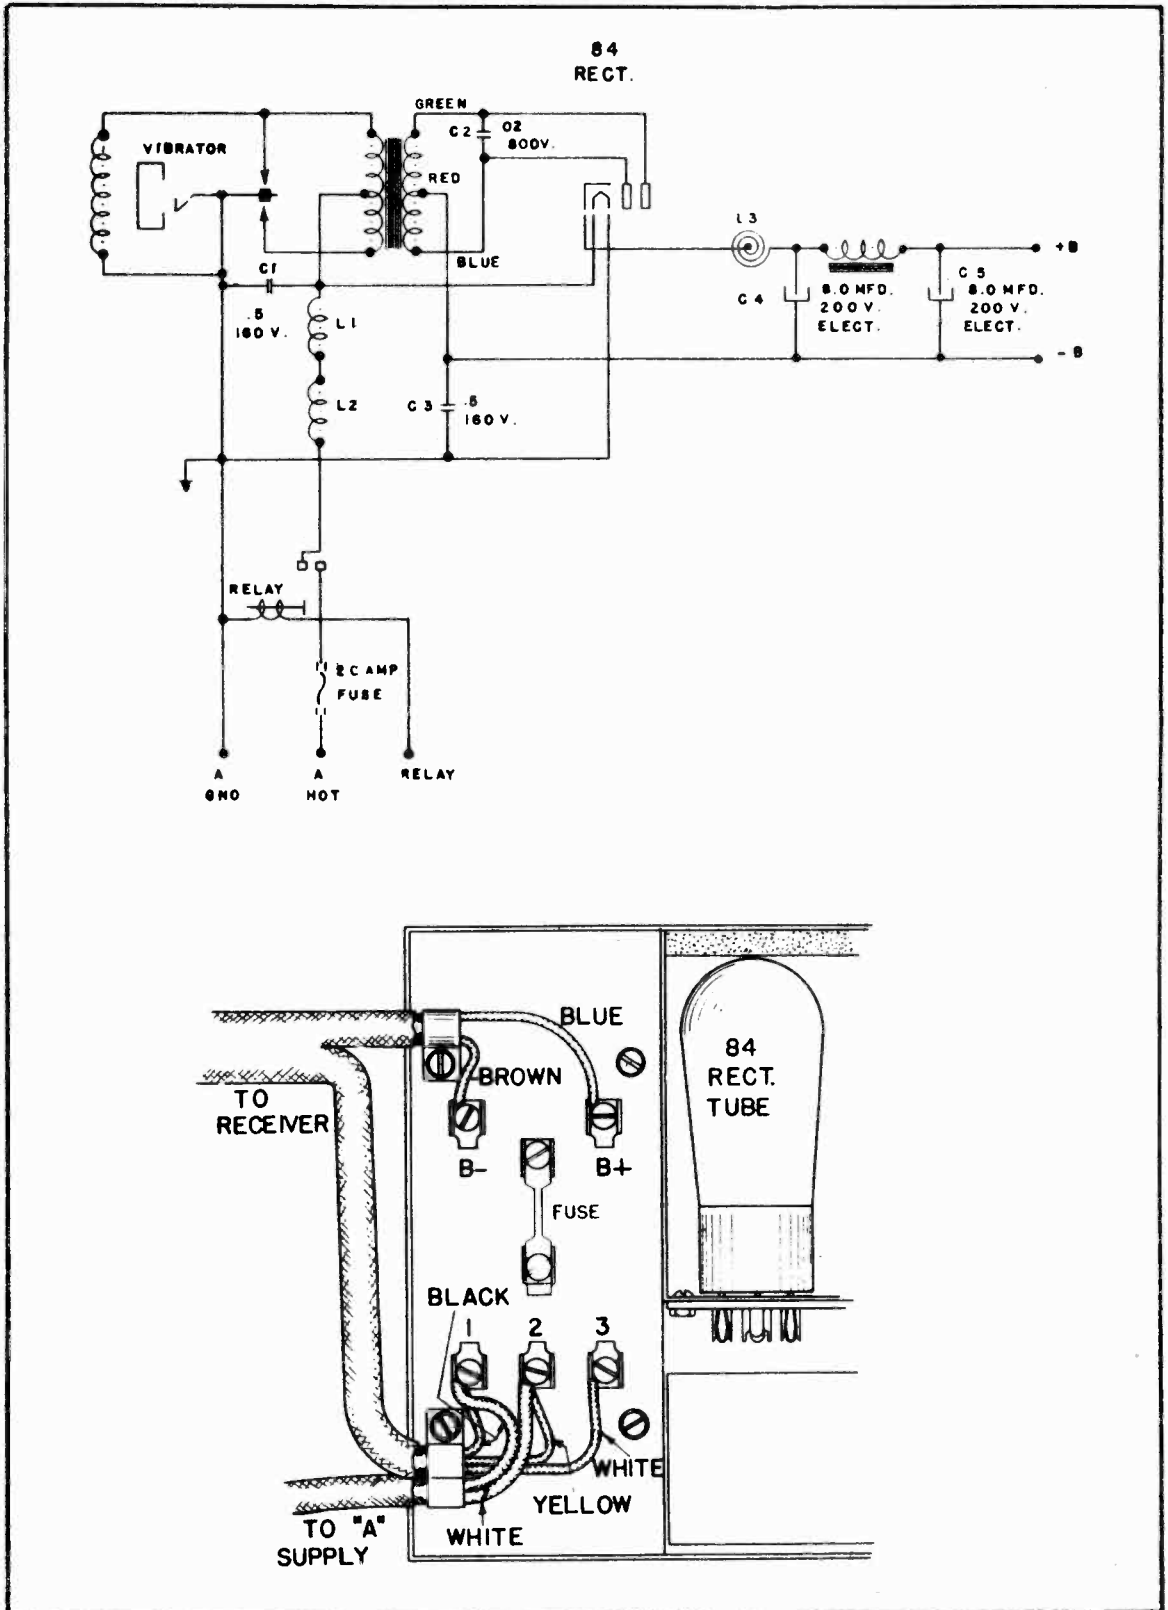 84
RECT.
GREEN
C2
02
800V.
VIBRATOR
RED
BLUE
C1
.5
160 V.
L1
L2
C3
.5
160 V.
L3
C4
8.0 MFD.
200 V.
ELECT.
C5
8.0 MFD.
200 V.
ELECT.
+B
-B
RELAY
AMP
FUSE
A
GND
A
HOT
RELAY
BLUE
BROWN
TO
RECEIVER
B-
B+
84
RECT.
TUBE
FUSE
BLACK
1
2
3
WHITE
YELLOW
WHITE
TO "A"
SUPPLY